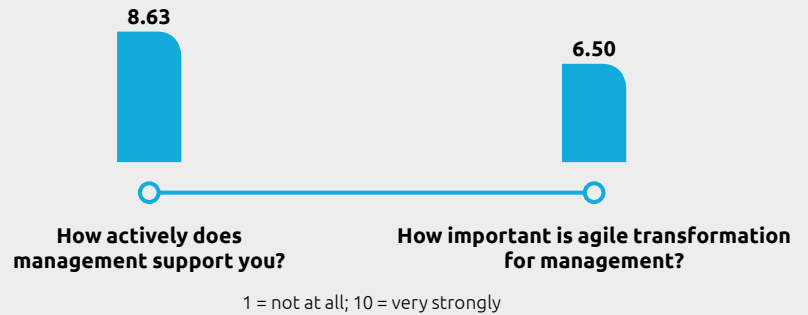 8.63
6.50
How actively does
management support you?
How important is agile transformation
for management?
1 = not at all; 10 = very strongly